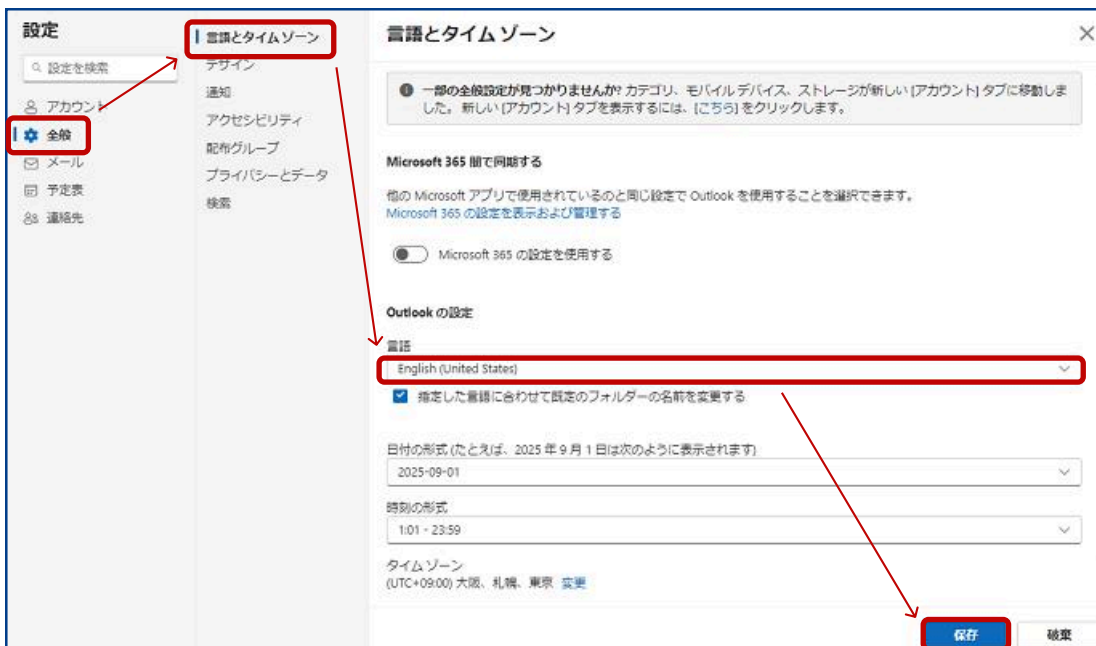 設定
設定を検索
アカウント
全般
メール
予定表
連絡先
言語とタイム ゾーン
デザイン
通知
アクセシビリティ
配布グループ
プライバシーとデータ
検索
言語とタイム ゾーン
一部の全般設定が見つかりませんか? カテゴリ、モバイル デバイス、ストレージが新しい [アカウント] タブに移動しま
した。 新しい [アカウント] タブを表示するには、[こちら] をクリックします。
Microsoft 365 間で同期する
他の Microsoft アプリで使用されているのと同じ設定で Outlook を使用することを選択できます。
Microsoft 365 の設定を表示および管理する
Microsoft 365 の設定を使用する
Outlook の設定
言語
English (United States)
指定した言語に合わせて既定のフォルダーの名前を変更する
日付の形式 (たとえば、2025 年 9 月 1 日は次のように表示されます)
2025-09-01
時刻の形式
1:01 - 23:59
タイム ゾーン
(UTC+09:00) 大阪、札幌、東京 変更
保存
破棄